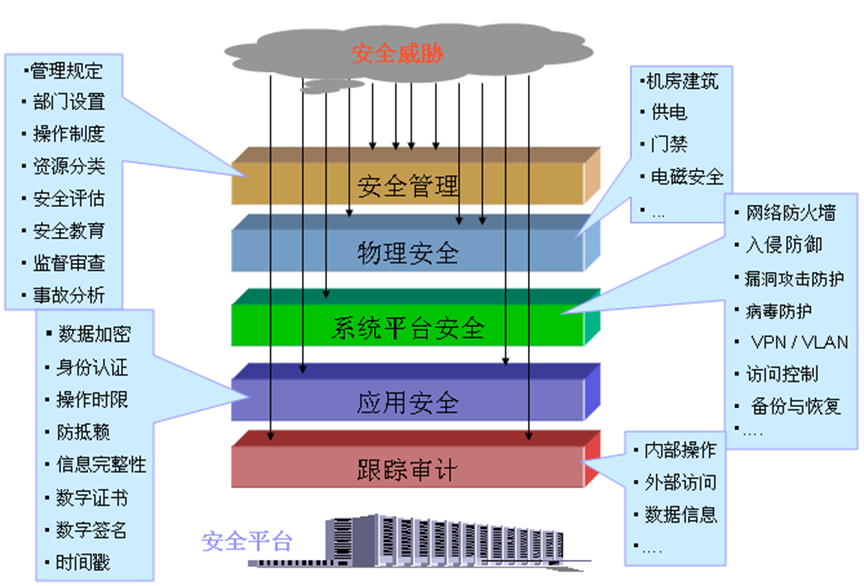 安全威胁
·管理规定
▪ 部门设置
▪ 操作制度
▪ 资源分类
▪ 安全评估
▪ 安全教育
▪ 监督审查
▪ 事故分析
▪机房建筑
▪ 供电
▪ 门禁
▪ 电磁安全
▪ ...
安全管理
物理安全
▪ 网络防火墙
▪ 入侵防御
▪ 漏洞攻击防护
▪ 病毒防护
▪ VPN / VLAN
▪ 访问控制
▪ 备份与恢复
▪....
系统平台安全
▪ 数据加密
▪ 身份认证
▪ 操作时限
▪ 防抵赖
▪ 信息完整性
▪ 数字证书
▪ 数字签名
▪ 时间戳
应用安全
跟踪审计
▪ 内部操作
▪ 外部访问
▪ 数据信息
▪....
安全平台